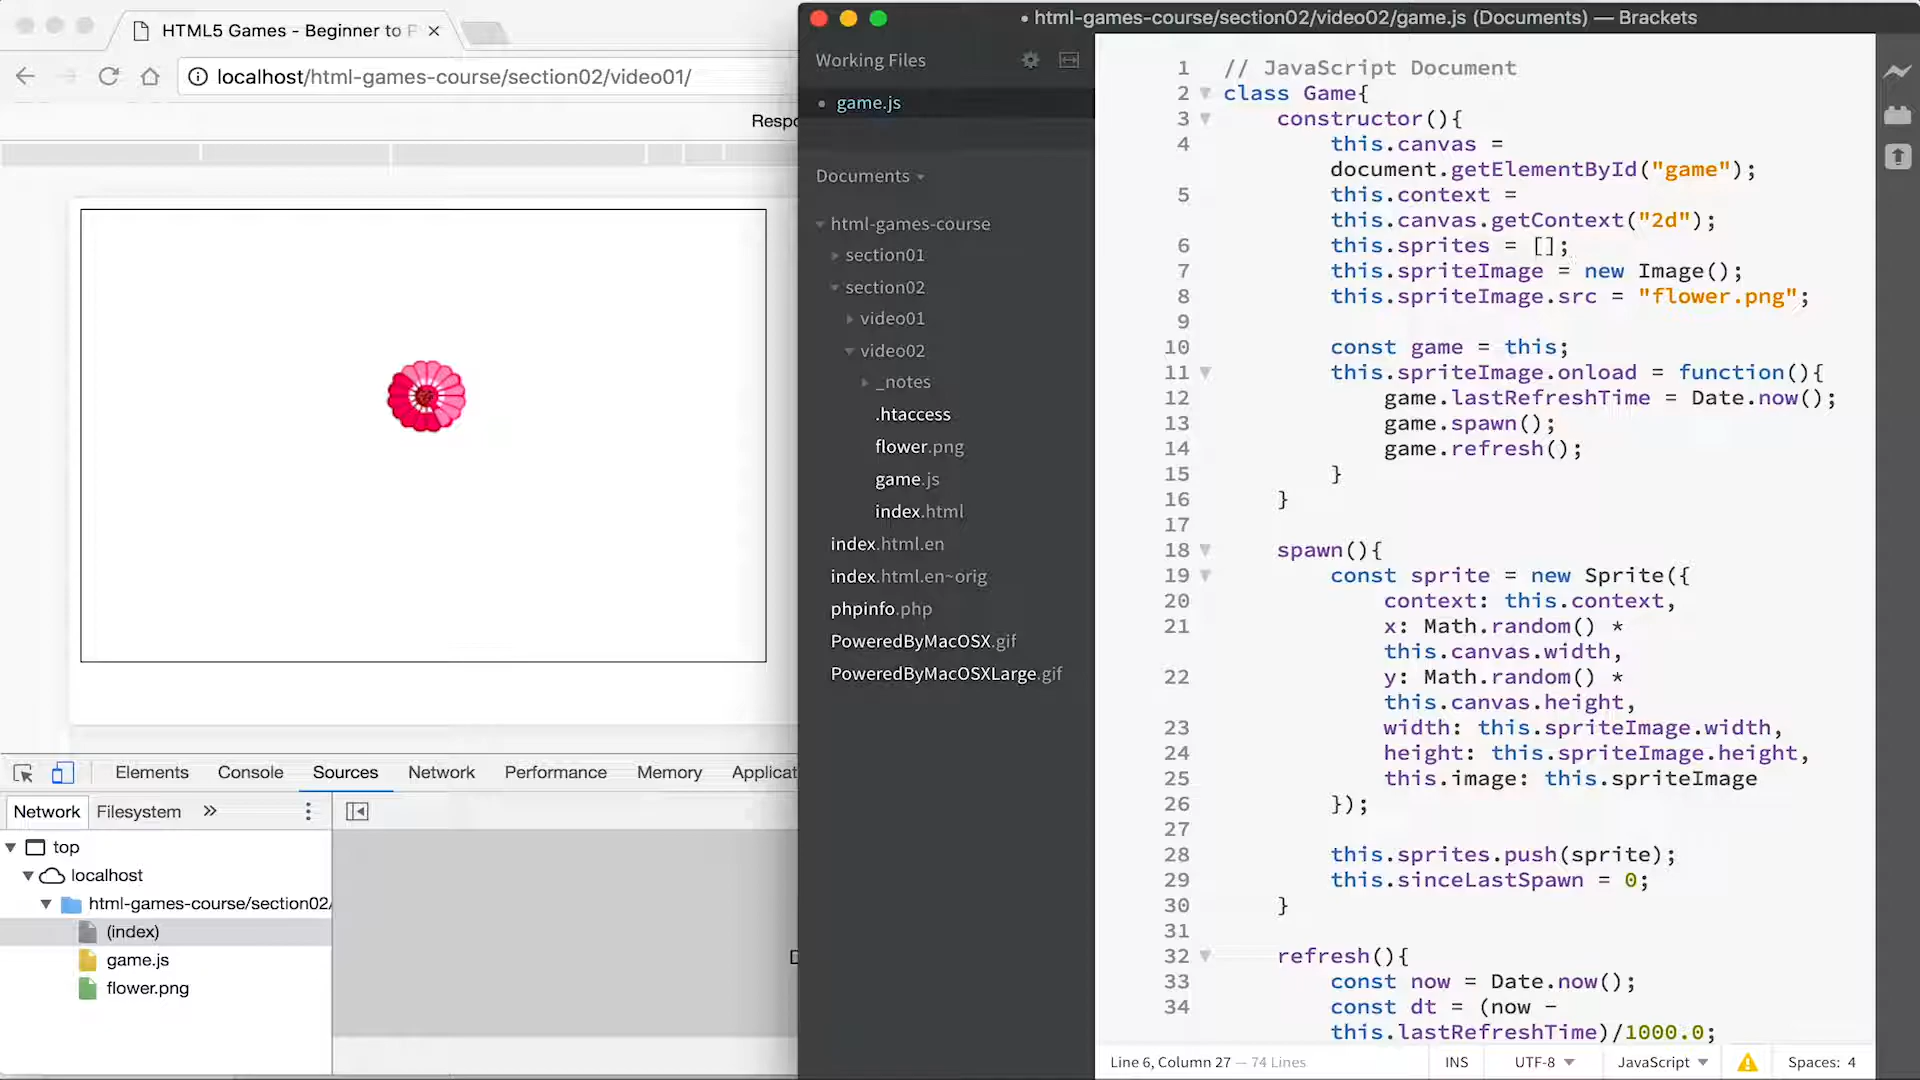 HTML5 Games - Beginner to P
localhost/html-games-course/section02/video01/
Respo
Elements Console Sources Network Performance Memory Applicat
Network Filesystem »
top
localhost
html-games-course/section02/
(index)
game.js
flower.png
• html-games-course/section02/video02/game.js (Documents) — Brackets
Working Files
• game.js
Documents
html-games-course
section01
section02
video01
video02
_notes
.htaccess
flower.png
game.js
index.html
index.html.en
index.html.en~orig
phpinfo.php
PoweredByMacOSX.gif
PoweredByMacOSXLarge.gif
1 // JavaScript Document
2 class Game{
3 constructor(){
4 this.canvas =
document.getElementById("game");
5 this.context =
this.canvas.getContext("2d");
6 this.sprites = [];
7 this.spriteImage = new Image();
8 this.spriteImage.src = "flower.png";
9
10 const game = this;
11 this.spriteImage.onload = function(){
12 game.lastRefreshTime = Date.now();
13 game.spawn();
14 game.refresh();
15 }
16 }
17
18 spawn(){
19 const sprite = new Sprite({
20 context: this.context,
21 x: Math.random() *
this.canvas.width,
22 y: Math.random() *
this.canvas.height,
23 width: this.spriteImage.width,
24 height: this.spriteImage.height,
25 this.image: this.spriteImage
26 });
27
28 this.sprites.push(sprite);
29 this.sinceLastSpawn = 0;
30 }
31
32 refresh(){
33 const now = Date.now();
34 const dt = (now -
this.lastRefreshTime)/1000.0;
Line 6, Column 27 — 74 Lines INS UTF-8 JavaScript Spaces: 4